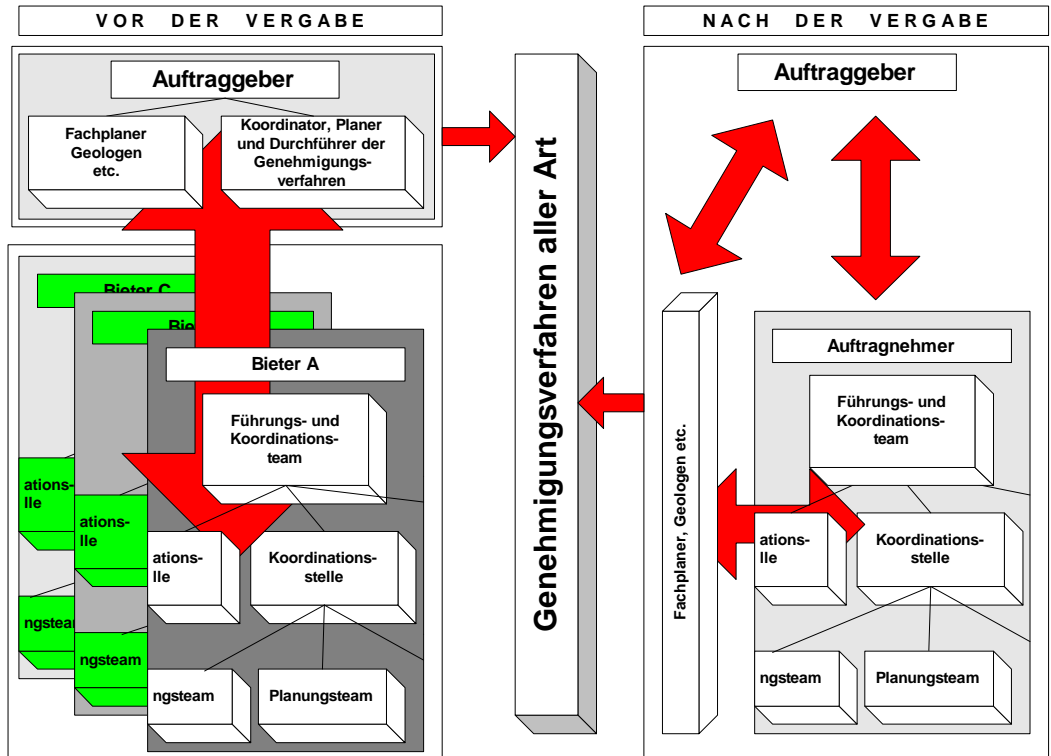 VOR DER VERGABE
Auftraggeber
Fachplaner
Geologen
etc.
Koordinator, Planer
und Durchführer der
Genehmigungs-
verfahren
Bieter C
Bie
Bieter A
Führungs- und
Koordinations-
team
ations-
lle
ations-
lle
ations-
lle
Koordinations-
stelle
ngsteam
ngsteam
ngsteam
Planungsteam
Genehmigungsverfahren aller Art
NACH DER VERGABE
Auftraggeber
Fachplaner, Geologen etc.
Auftragnehmer
Führungs- und
Koordinations-
team
ations-
lle
Koordinations-
stelle
ngsteam
Planungsteam